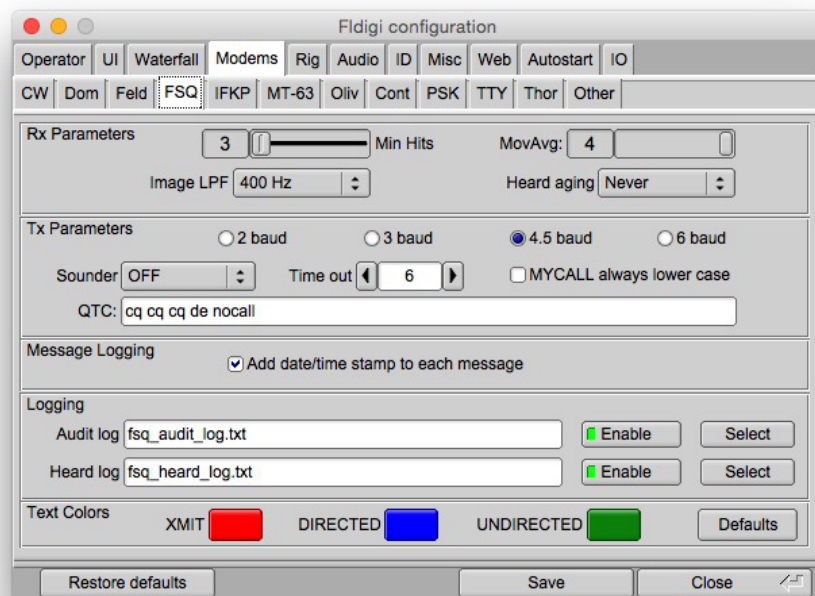 Fldigi configuration
Operator UI Waterfall Modems Rig Audio ID Misc Web Autostart IO
CW Dom Feld FSQ IFKP MT-63 Oliv Cont PSK TTY Thor Other
Rx Parameters
3 Min Hits MovAvg: 4
Image LPF 400 Hz Heard aging Never
Tx Parameters
2 baud 3 baud 4.5 baud 6 baud
Sounder OFF Time out 6 MYCALL always lower case
QTC: cq cq cq de nocall
Message Logging
Add date/time stamp to each message
Logging
Audit log fsq_audit_log.txt Enable Select
Heard log fsq_heard_log.txt Enable Select
Text Colors
XMIT DIRECTED UNDIRECTED Defaults
Restore defaults Save Close